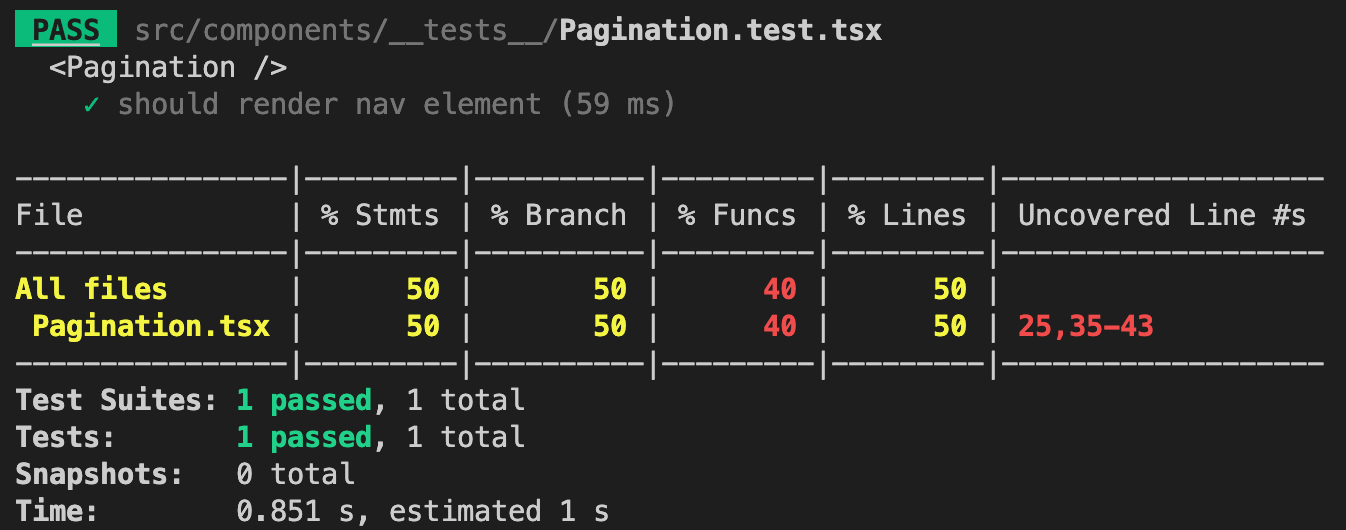 PASS src/components/__tests__/Pagination.test.tsx
<Pagination />
✓ should render nav element (59 ms)
----------------|---------|----------|---------|---------|-------------------
File | % Stmts | % Branch | % Funcs | % Lines | Uncovered Line #s
----------------|---------|----------|---------|---------|-------------------
All files | 50 | 50 | 40 | 50 |
Pagination.tsx | 50 | 50 | 40 | 50 | 25,35-43
----------------|---------|----------|---------|---------|-------------------
Test Suites: 1 passed, 1 total
Tests: 1 passed, 1 total
Snapshots: 0 total
Time: 0.851 s, estimated 1 s